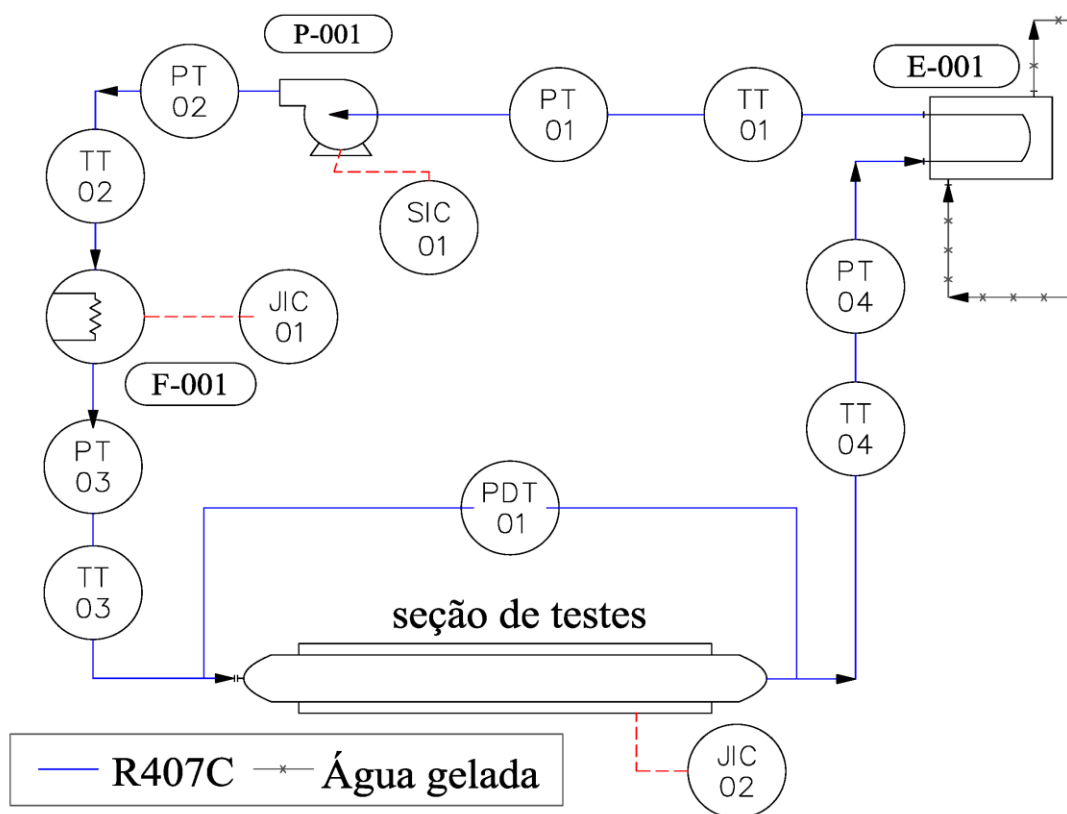 P-001
E-001
PT
02
PT
01
TT
01
TT
02
SIC
01
PT
04
JIC
01
F-001
TT
04
PT
03
PDT
01
TT
03
seção de testes
JIC
02
R407C
Água gelada